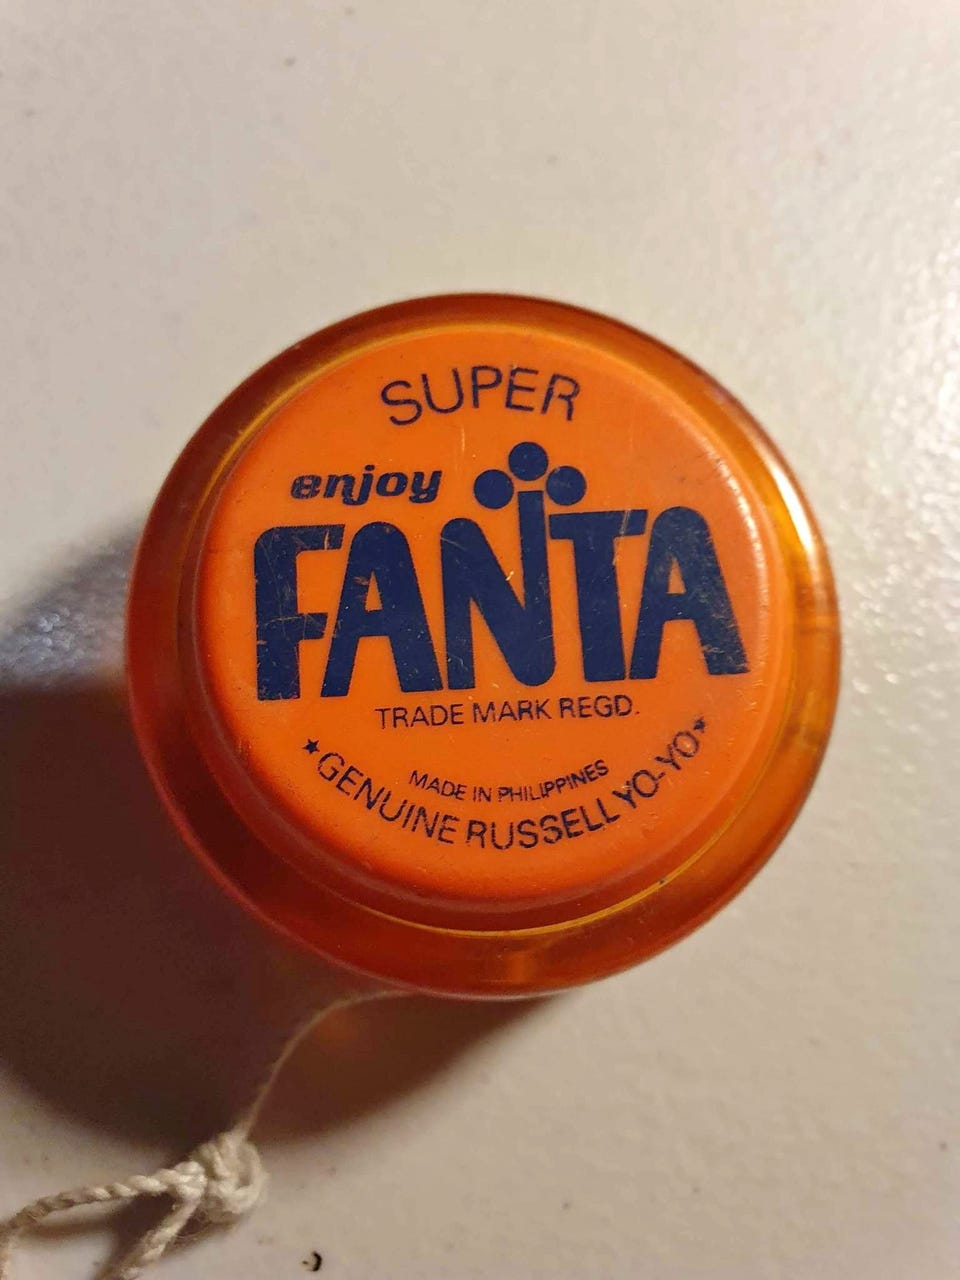 SUPER
enjoy
FANTA
TRADE MARK REGD.
MADE IN PHILIPPINES
★GENUINE RUSSELL YO-YO★